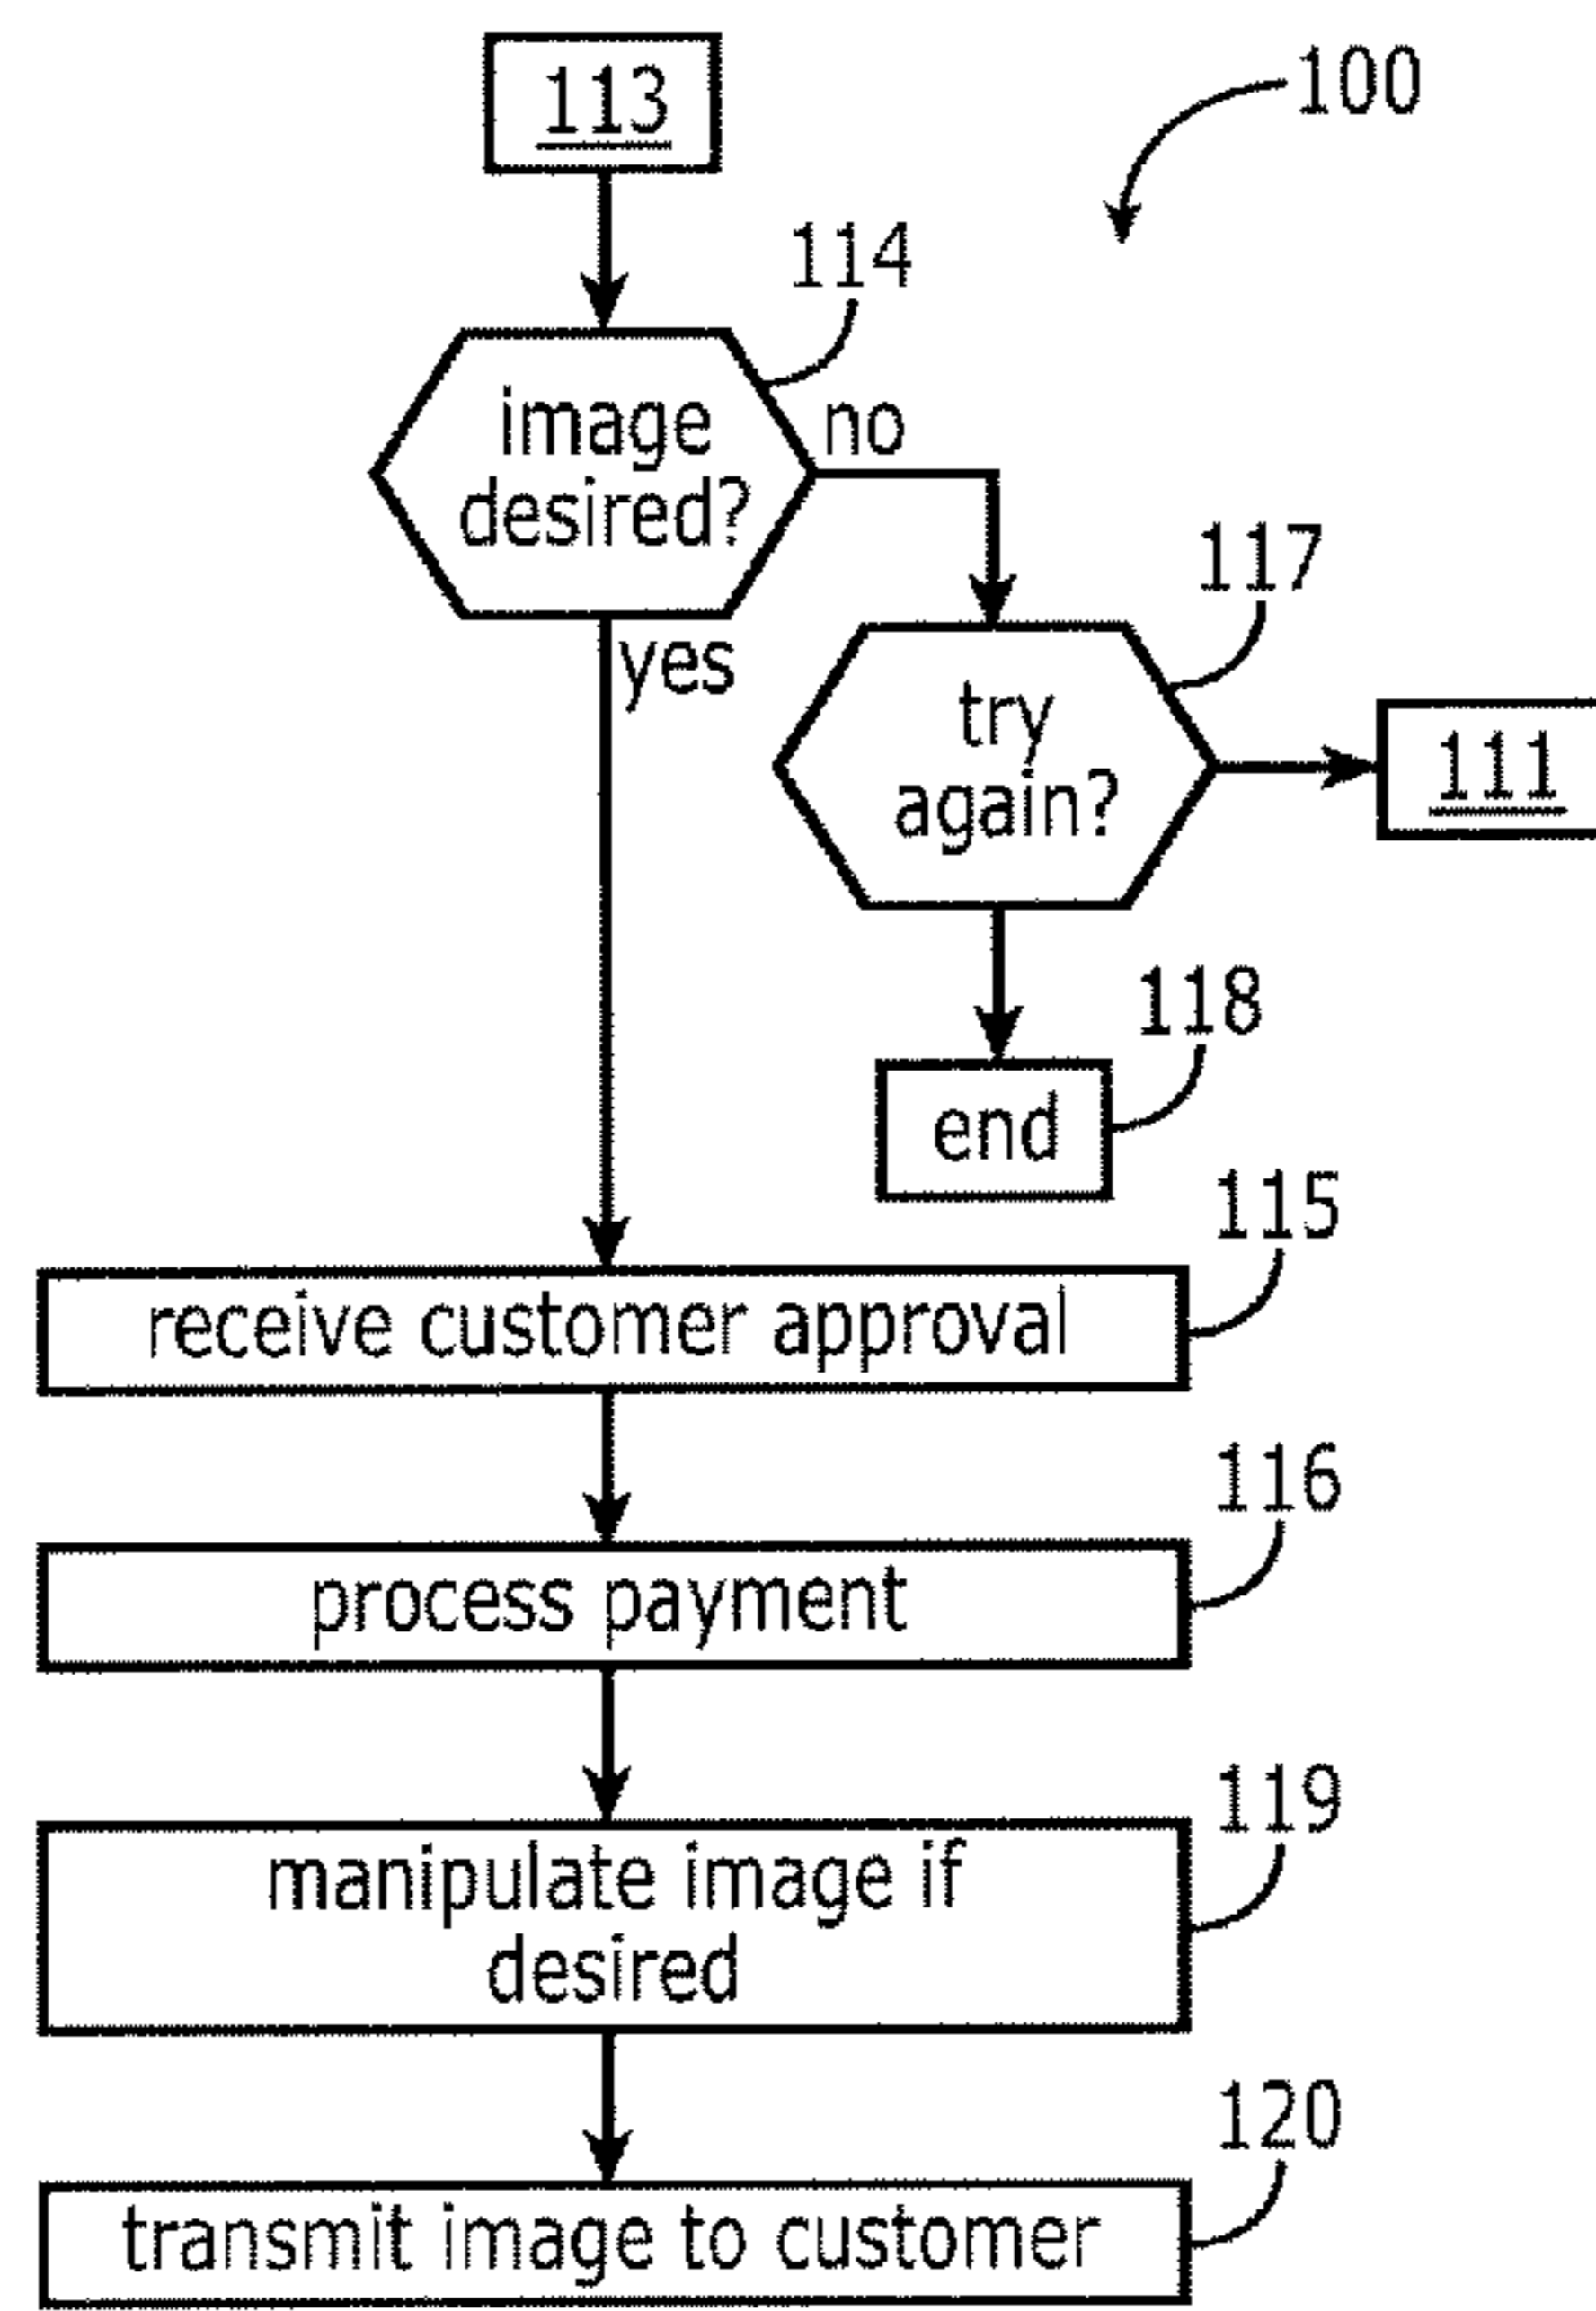 113
100
114
image
desired?
no
yes
117
try
again?
111
118
end
115
receive customer approval
116
process payment
119
manipulate image if
desired
120
transmit image to customer